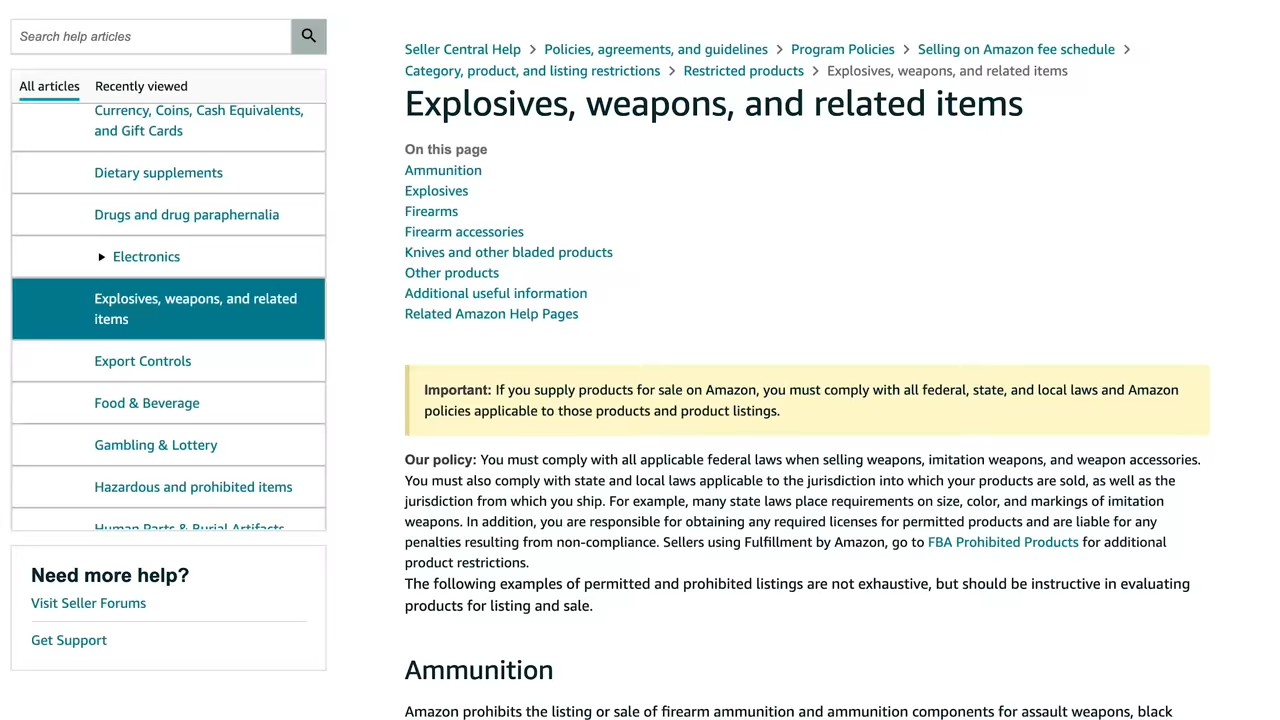 Search help articles
All articles Recently viewed
Currency, Coins, Cash Equivalents,
and Gift Cards
Dietary supplements
Drugs and drug paraphernalia
Electronics
Explosives, weapons, and related
items
Export Controls
Food & Beverage
Gambling & Lottery
Hazardous and prohibited items
Human Parts & Burial Artifacts
Need more help?
Visit Seller Forums
Get Support
Seller Central Help > Policies, agreements, and guidelines > Program Policies > Selling on Amazon fee schedule >
Category, product, and listing restrictions > Restricted products > Explosives, weapons, and related items
Explosives, weapons, and related items
On this page
Ammunition
Explosives
Firearms
Firearm accessories
Knives and other bladed products
Other products
Additional useful information
Related Amazon Help Pages
Important: If you supply products for sale on Amazon, you must comply with all federal, state, and local laws and Amazon
policies applicable to those products and product listings.
Our policy: You must comply with all applicable federal laws when selling weapons, imitation weapons, and weapon accessories.
You must also comply with state and local laws applicable to the jurisdiction into which your products are sold, as well as the
jurisdiction from which you ship. For example, many state laws place requirements on size, color, and markings of imitation
weapons. In addition, you are responsible for obtaining any required licenses for permitted products and are liable for any
penalties resulting from non-compliance. Sellers using Fulfillment by Amazon, go to FBA Prohibited Products for additional
product restrictions.
The following examples of permitted and prohibited listings are not exhaustive, but should be instructive in evaluating
products for listing and sale.
Ammunition
Amazon prohibits the listing or sale of firearm ammunition and ammunition components for assault weapons, black